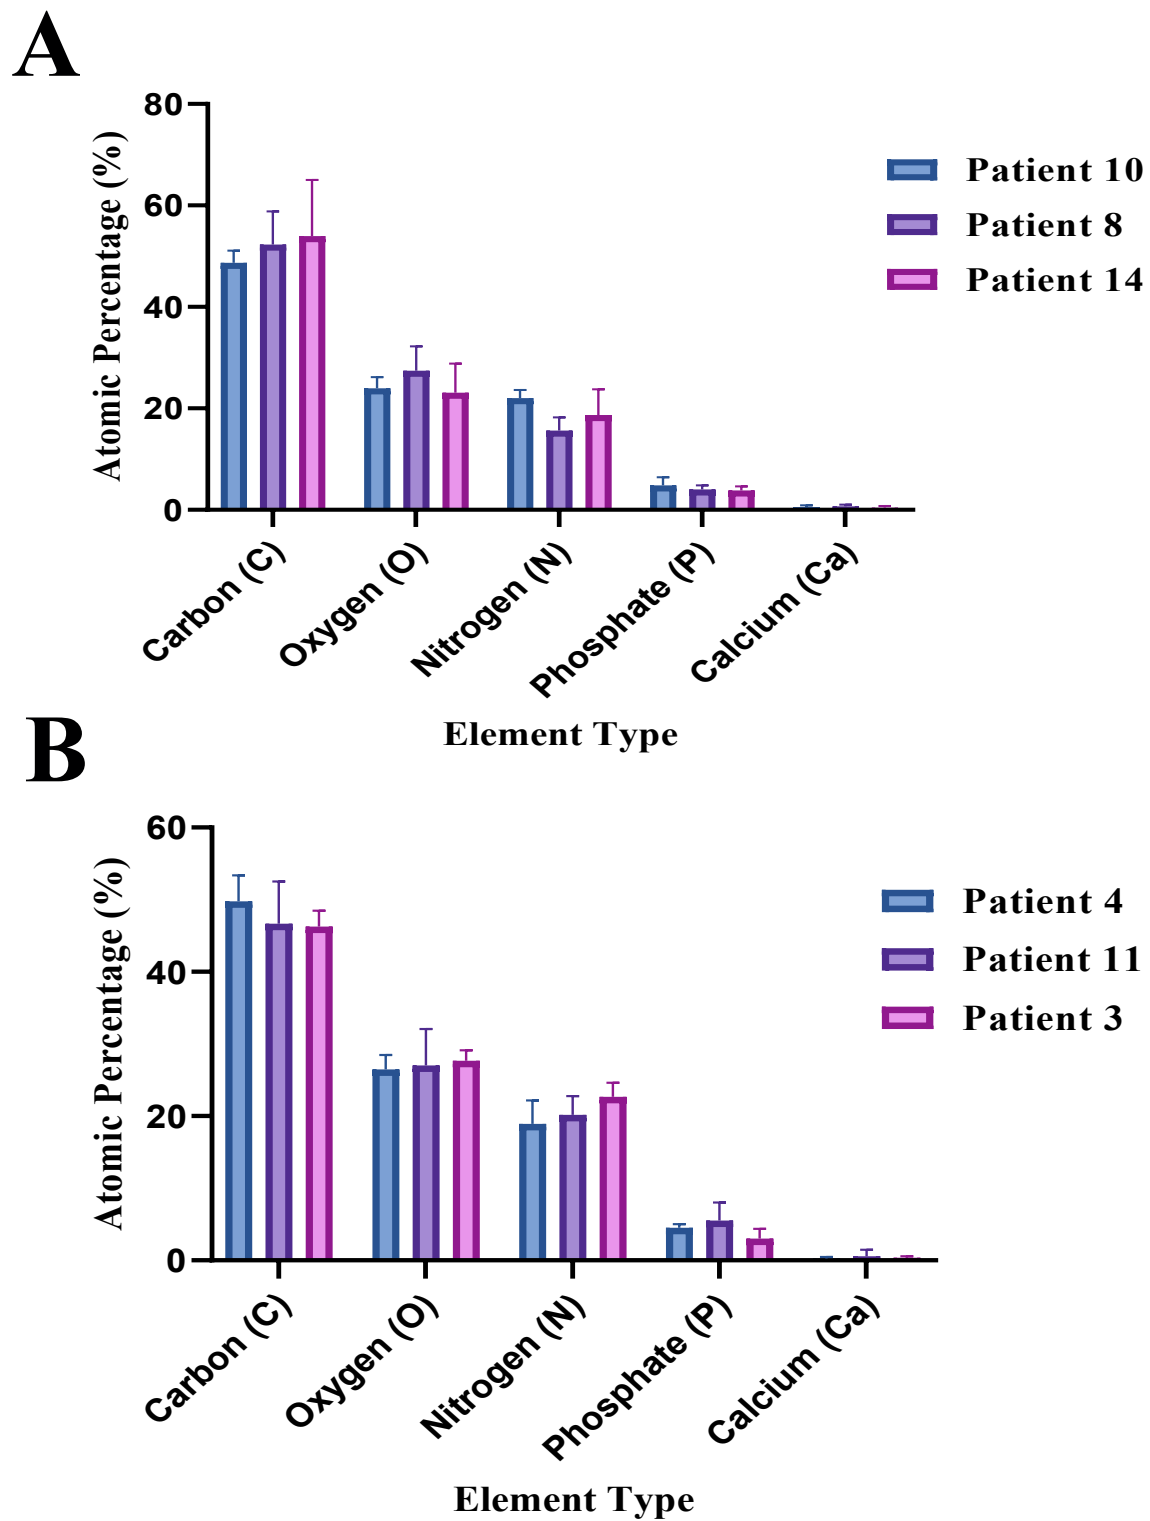 A
Atomic Percentage (%)
80
60
40
20
0
Patient 10
Patient 8
Patient 14
Carbon (C)
Oxygen (O)
Nitrogen (N)
Phosphate (P)
Calcium (Ca)
Element Type
B
Atomic Percentage (%)
60
40
20
0
Patient 4
Patient 11
Patient 3
Carbon (C)
Oxygen (O)
Nitrogen (N)
Phosphate (P)
Calcium (Ca)
Element Type